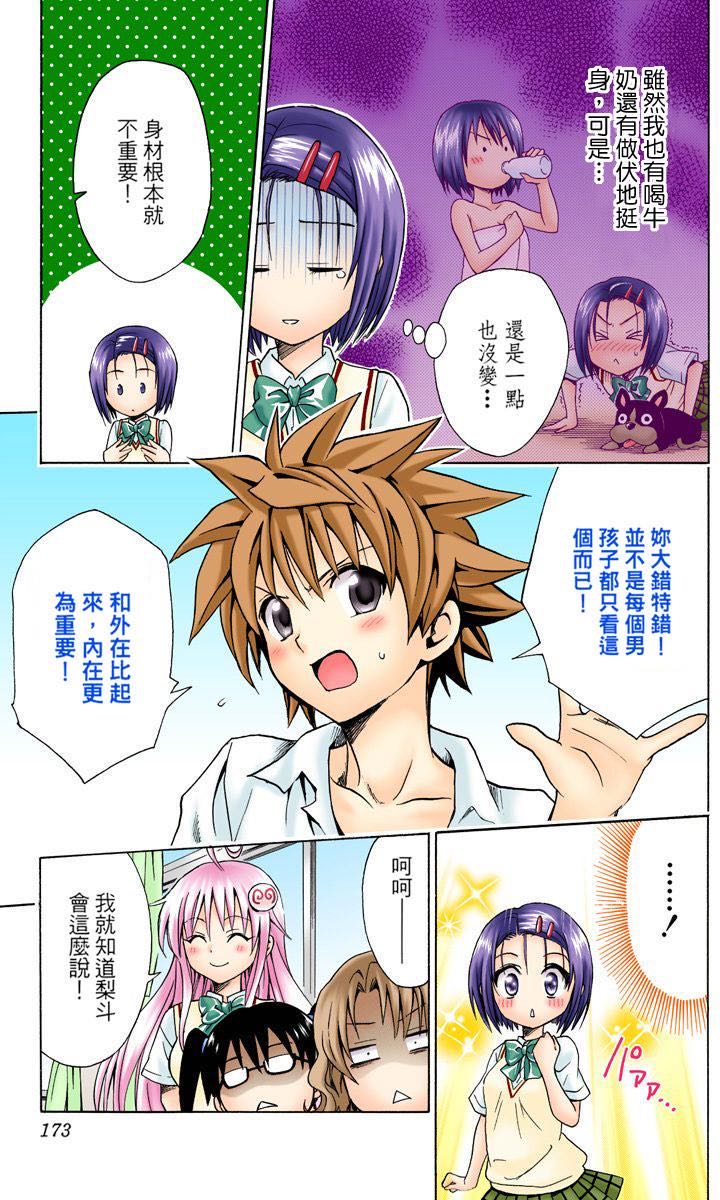 雖然我也有喝牛
奶還有做伏地挺
身，可是…
還是一點
也沒變…
身材根本就
不重要！
妳大錯特錯！
並不是每個男
孩子都只看這
個而已！
和外在比起
來，內在更
為重要！
……！
パァァ…
呵呵──
我就知道梨斗
會這麼說！
173